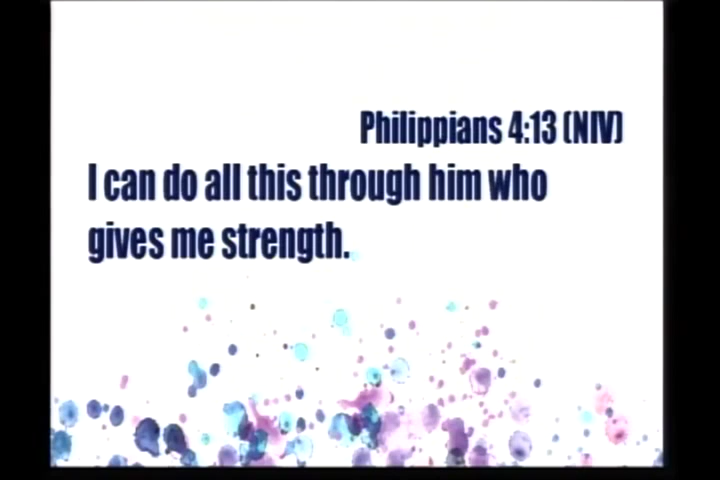 Philippians 4:13 (NIV)
I can do all this through him who
gives me strength.